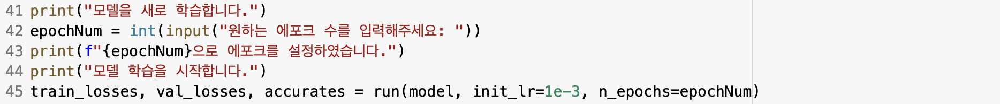 41 print("모델을 새로 학습합니다.")
42 epochNum = int(input("원하는 에포크 수를 입력해주세요: "))
43 print(f"{epochNum}으로 에포크를 설정하였습니다.")
44 print("모델 학습을 시작합니다.")
45 train_losses, val_losses, accurates = run(model, init_lr=1e-3, n_epochs=epochNum)